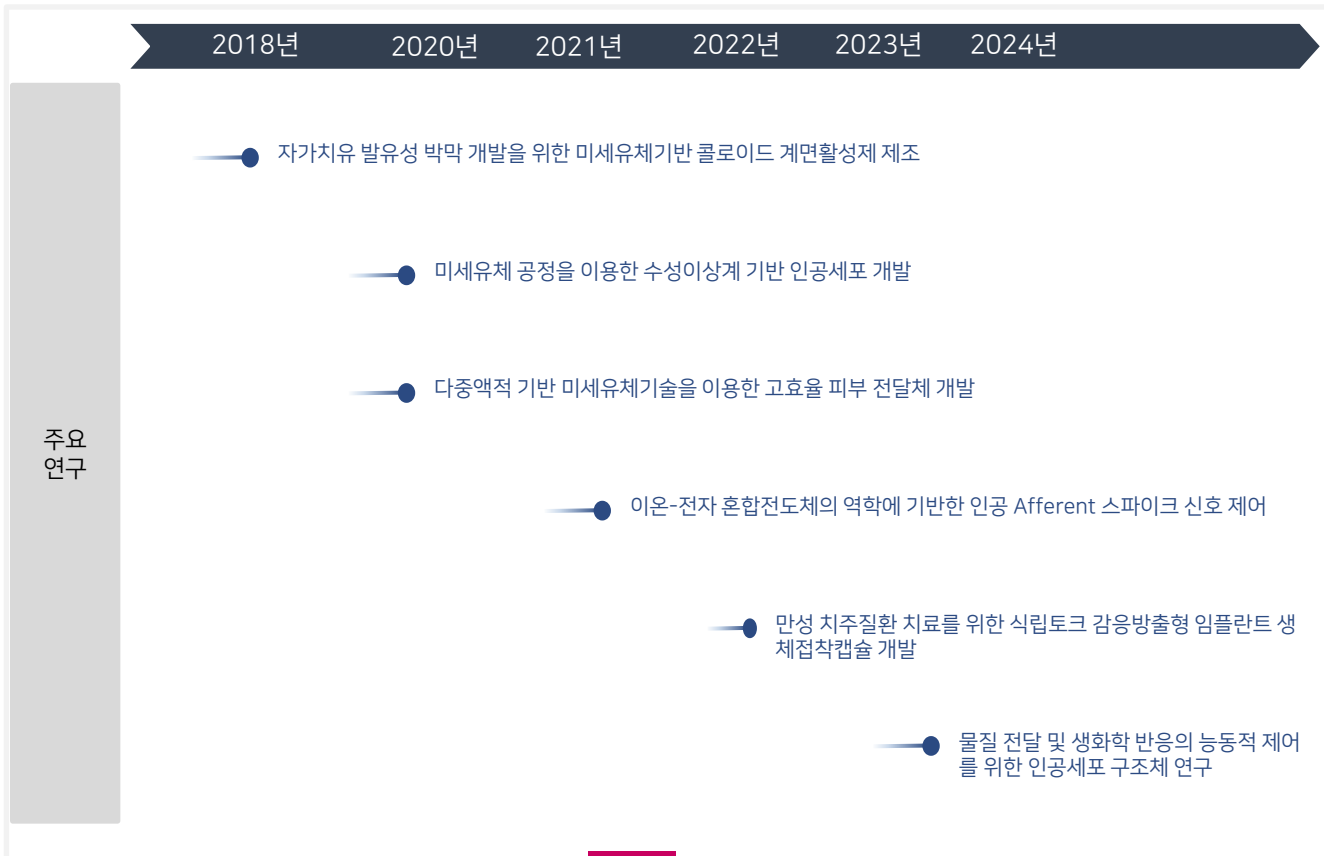 2018년
2020년
2021년
2022년
2023년
2024년
주요
연구
자가치유 발유성 박막 개발을 위한 미세유체기반 콜로이드 계면활성제 제조
미세유체 공정을 이용한 수성이상계 기반 인공세포 개발
다중액적 기반 미세유체기술을 이용한 고효율 피부 전달체 개발
이온-전자 혼합전도체의 역학에 기반한 인공 Afferent 스파이크 신호 제어
만성 치주질환 치료를 위한 식립토크 감응방출형 임플란트 생
체접착캡슐 개발
물질 전달 및 생화학 반응의 능동적 제어
를 위한 인공세포 구조체 연구